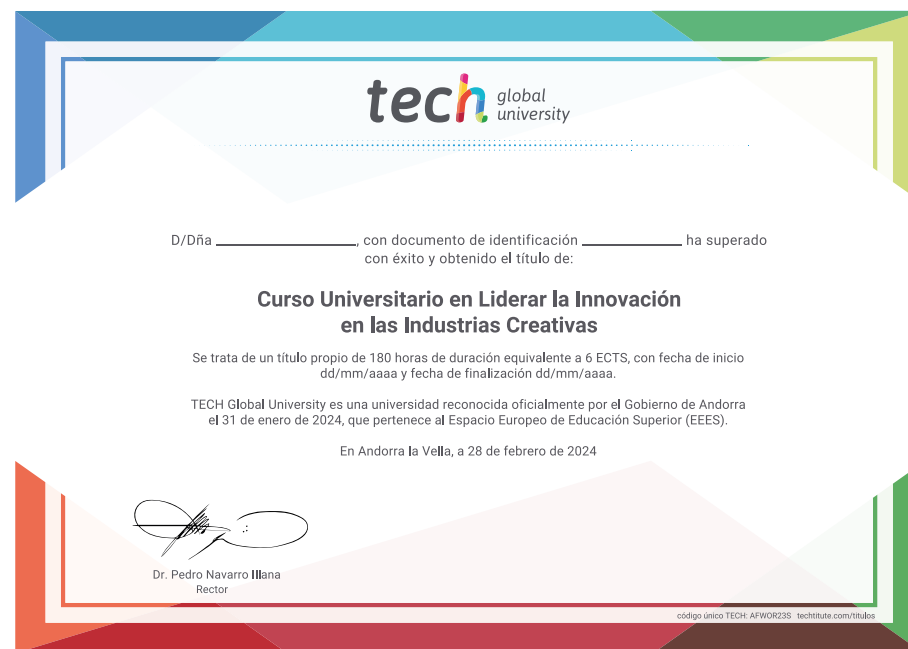 tech global university
D/Dña ________________, con documento de identificación ____________ ha superado
con éxito y obtenido el título de:
Curso Universitario en Liderar la Innovación
en las Industrias Creativas
Se trata de un título propio de 180 horas de duración equivalente a 6 ECTS, con fecha de inicio
dd/mm/aaaa y fecha de finalización dd/mm/aaaa.
TECH Global University es una universidad reconocida oficialmente por el Gobierno de Andorra
el 31 de enero de 2024, que pertenece al Espacio Europeo de Educación Superior (EEES).
En Andorra la Vella, a 28 de febrero de 2024
Dr. Pedro Navarro Illana
Rector
código único TECH: AFWOR23S techtitute.com/titulos